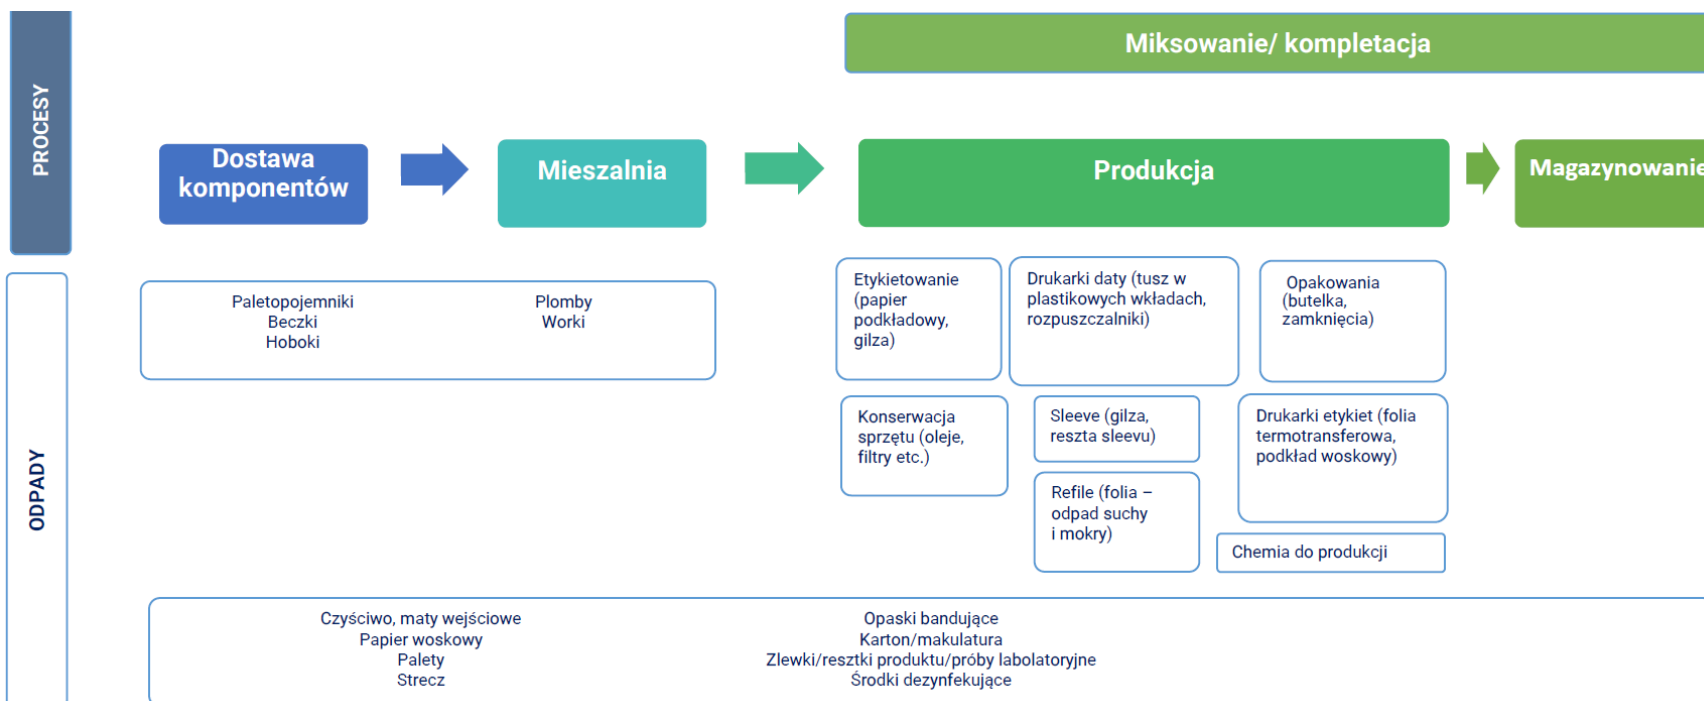 PROCESY
Miksowanie/ kompletacja
Dostawa
komponentów
Mieszalnia
Produkcja
Magazynowanie
ODPADY
Paletopojemniki
Beczki
Hoboki
Plomby
Worki
Etykietowanie
(papier
podkładowy,
gilza)
Drukarki daty (tusz w
plastikowych wkładach,
rozpuszczalniki)
Opakowania
(butelka,
zamknięcia)
Konserwacja
sprzętu (oleje,
filtry etc.)
Sleeve (gilza,
reszta sleevu)
Drukarki etykiet (folia
termotransferowa,
podkład woskowy)
Refile (folia –
odpad suchy
i mokry)
Chemia do produkcji
Czyściwo, maty wejściowe
Papier woskowy
Palety
Strecz
Opaski bandujące
Karton/makulatura
Zlewki/resztki produktu/próby labolatoryjne
Środki dezynfekujące